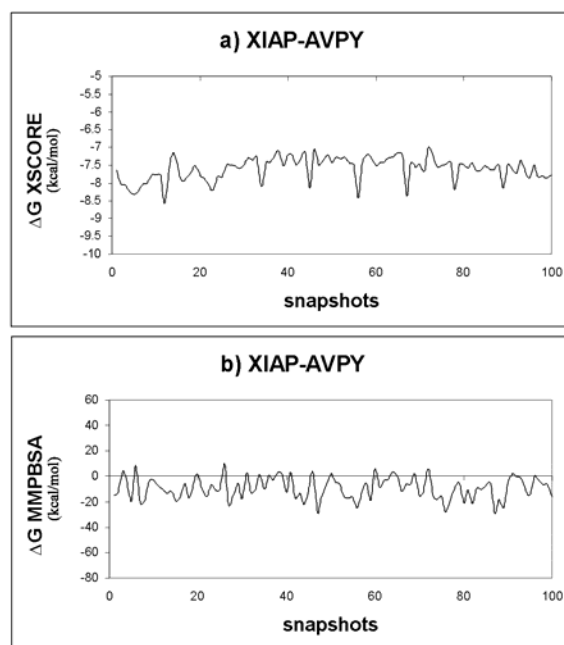 a) XIAP-AVPY
ΔG XSCORE
(kcal/mol)
-5
-5.5
-6
-6.5
-7
-7.5
-8
-8.5
-9
-9.5
-10
0 20 40 60 80 100
snapshots
b) XIAP-AVPY
ΔG MMPBSA
(kcal/mol)
60
40
20
0
-20
-40
-60
-80
0 20 40 60 80 100
snapshots